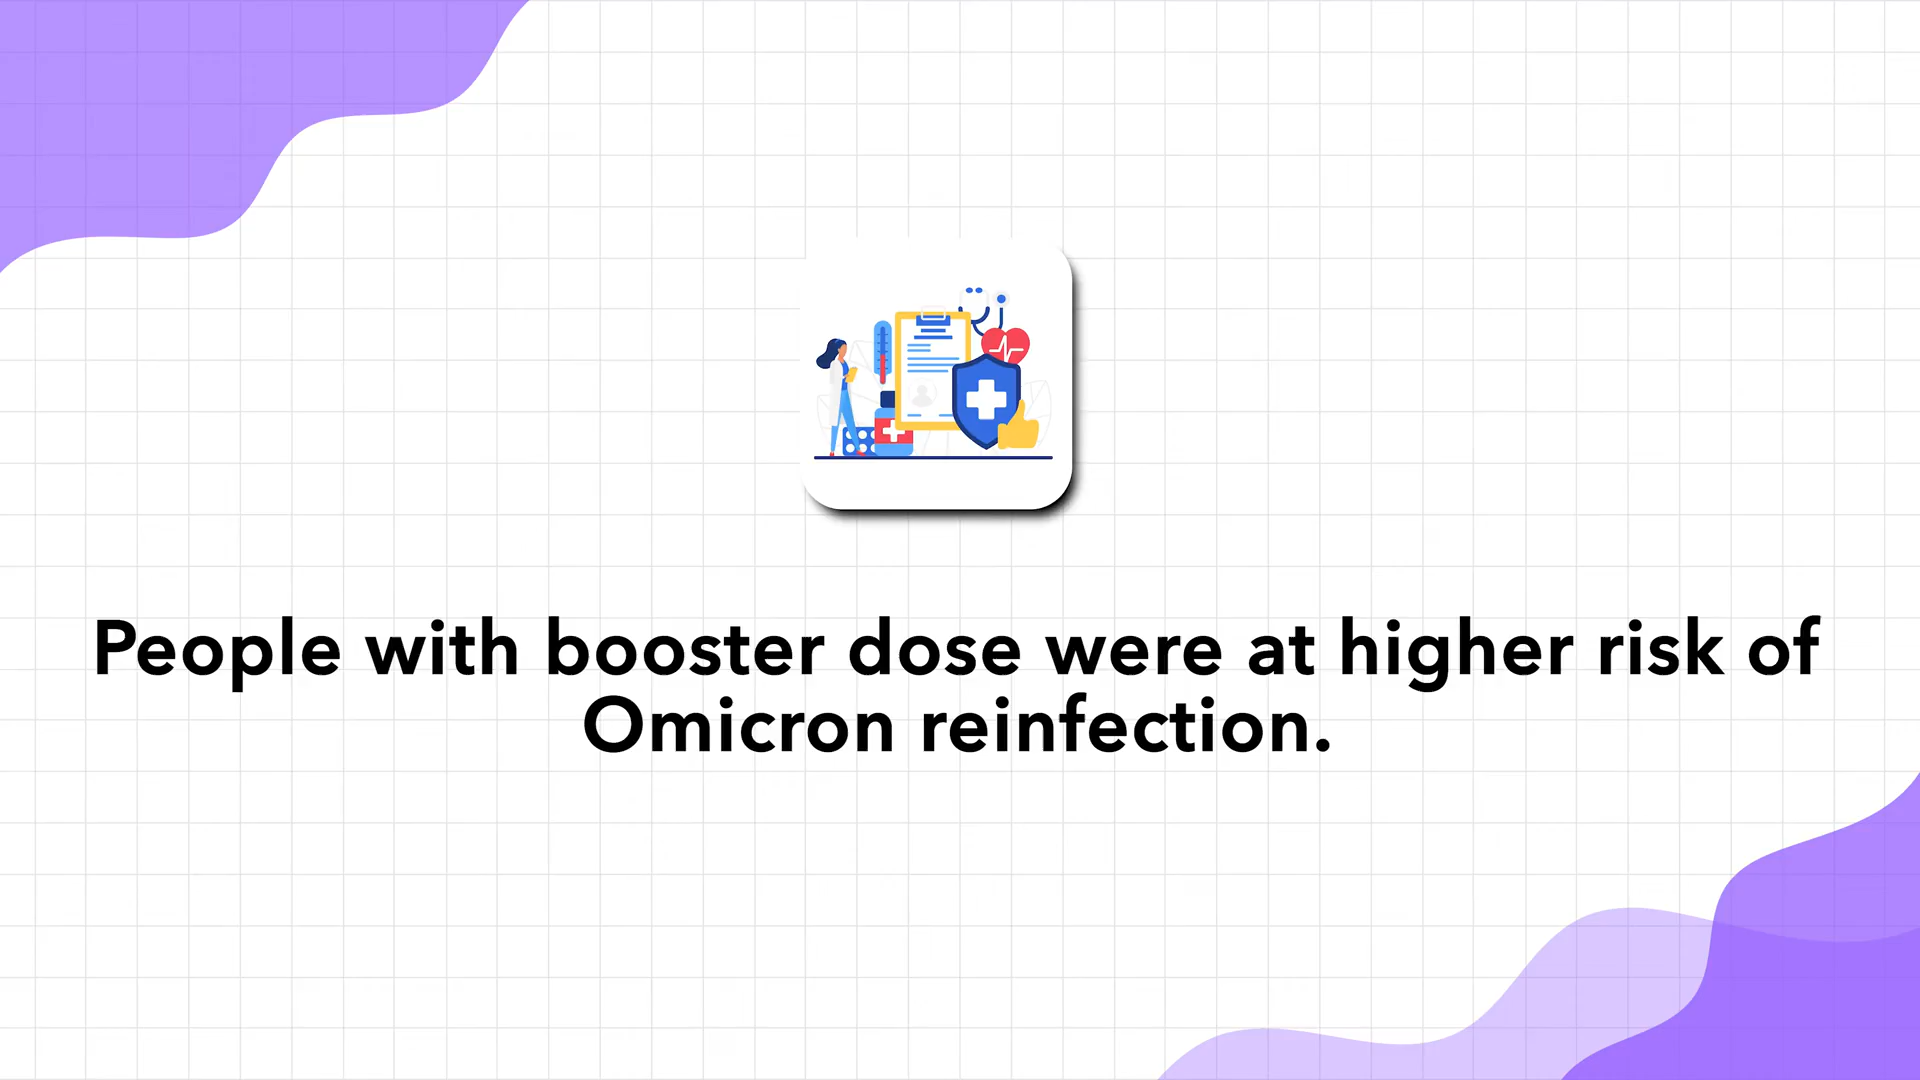 People with booster dose were at higher risk of
Omicron reinfection.